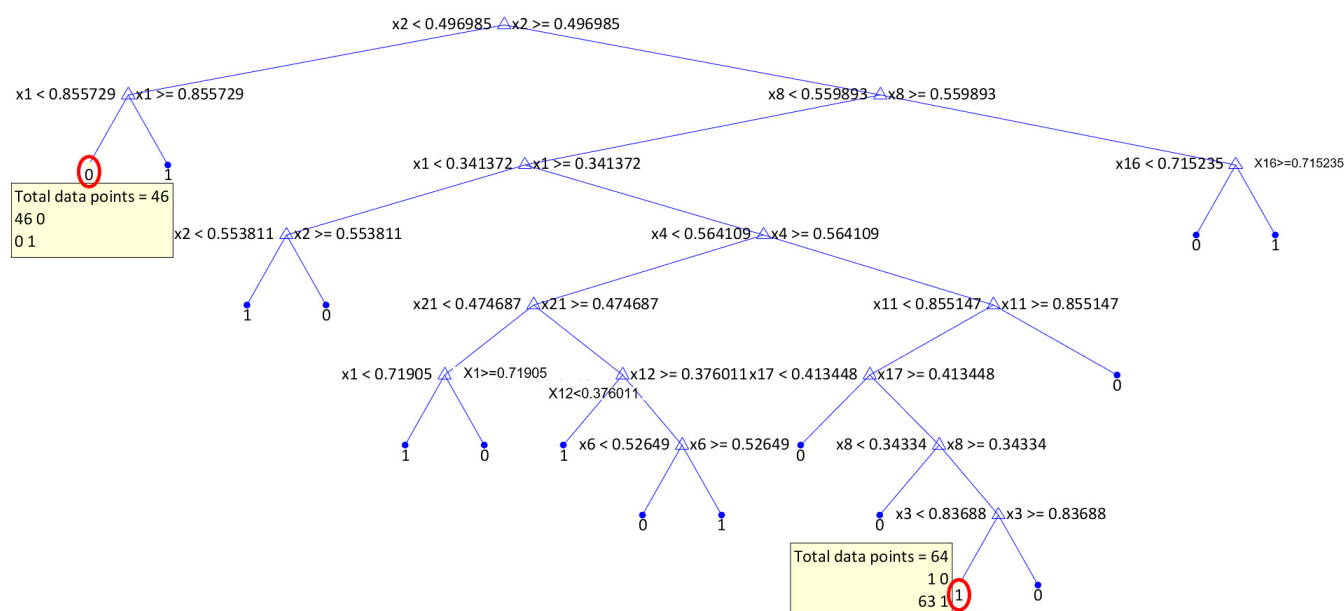 x2 < 0.496985 x2 >= 0.496985
x1 < 0.855729 x1 >= 0.855729
x8 < 0.559893 x8 >= 0.559893
0
1
x1 < 0.341372 x1 >= 0.341372
x16 < 0.715235 X16>=0.715235
Total data points = 46
46 0
0 1
x2 < 0.553811 x2 >= 0.553811
x4 < 0.564109 x4 >= 0.564109
0
1
1
0
x21 < 0.474687 x21 >= 0.474687
x11 < 0.855147 x11 >= 0.855147
x1 < 0.71905 X1>=0.71905
X12<0.376011 x12 >= 0.376011
x17 < 0.413448 x17 >= 0.413448
0
1
0
1
x6 < 0.52649 x6 >= 0.52649
0
x8 < 0.34334 x8 >= 0.34334
0
1
0
x3 < 0.83688 x3 >= 0.83688
Total data points = 64
1 0
63 1
1
0